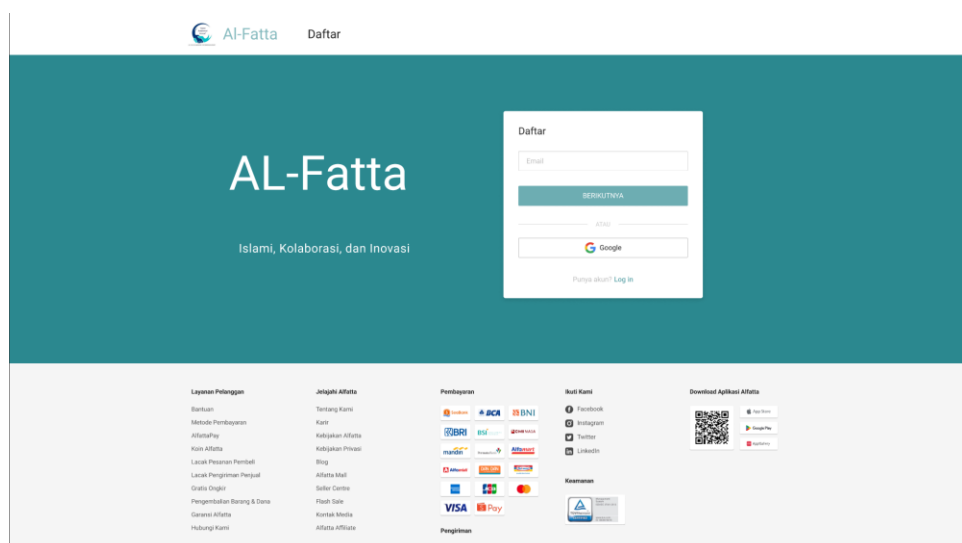 Al-Fatta
Daftar
AL-Fatta
Islami, Kolaborasi, dan Inovasi
Daftar
Email
BERIKUTNYA
ATAU
Google
Punya akun? Log in
Layanan Pelanggan
Bantuan
Metode Pembayaran
AlfattaPay
Koin Alfatta
Lacak Pesanan Pembeli
Lacak Pengiriman Penjual
Gratis Ongkir
Pengembalian Barang & Dana
Garansi Alfatta
Hubungi Kami
Jelajahi Alfatta
Tentang Kami
Karir
Kebijakan Alfatta
Kebijakan Privasi
Blog
Alfatta Mall
Seller Centre
Flash Sale
Kontak Media
Alfatta Affiliate
Pembayaran
BCA
BNI
BRI
BSI
mandiri
Alfamart
Alfamidi
JCB
VISA
Pay
Pengiriman
Ikuti Kami
Facebook
Instagram
Twitter
LinkedIn
Keamanan
Download Aplikasi Alfatta
App Store
Google Play
AppGallery